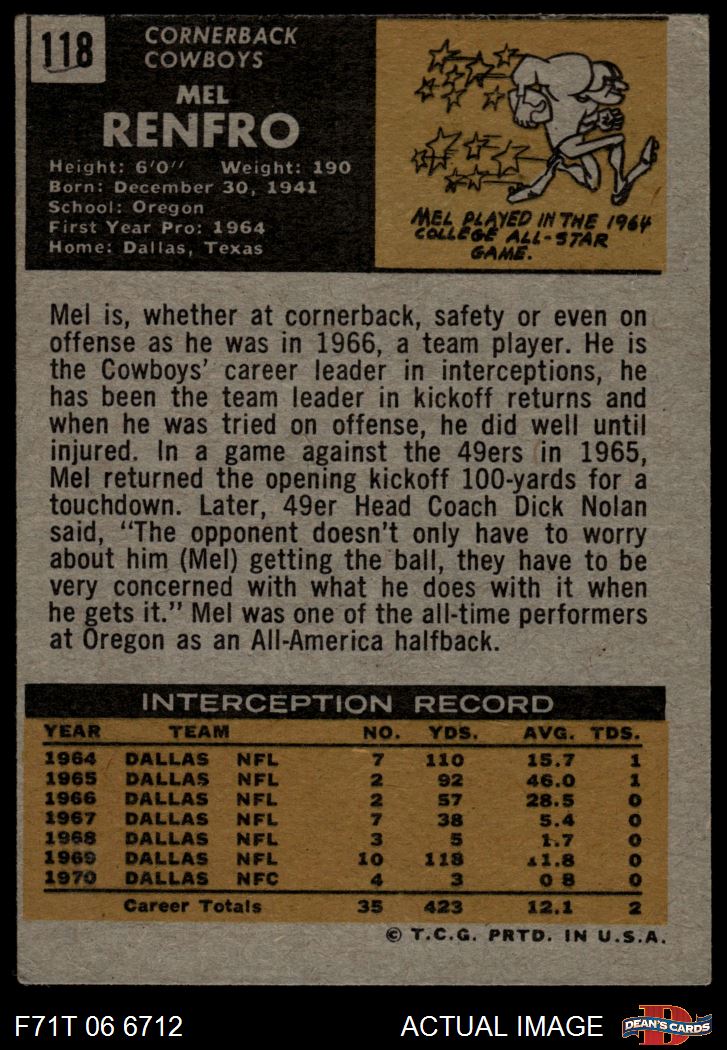 118
CORNERBACK
COWBOYS
MEL
RENFRO
Height: 6'0" Weight: 190
Born: December 30, 1941
School: Oregon
First Year Pro: 1964
Home: Dallas, Texas
MEL PLAYED IN THE 1964
COLLEGE ALL-STAR
GAME.
Mel is, whether at cornerback, safety or even on
offense as he was in 1966, a team player. He is
the Cowboys' career leader in interceptions, he
has been the team leader in kickoff returns and
when he was tried on offense, he did well until
injured. In a game against the 49ers in 1965,
Mel returned the opening kickoff 100-yards for a
touchdown. Later, 49er Head Coach Dick Nolan
said, "The opponent doesn't only have to worry
about him (Mel) getting the ball, they have to be
very concerned with what he does with it when
he gets it." Mel was one of the all-time performers
at Oregon as an All-America halfback.
INTERCEPTION RECORD
YEAR TEAM NO. YDS. AVG. TDS.
1964 DALLAS NFL 7 110 15.7 1
1965 DALLAS NFL 2 92 46.0 1
1966 DALLAS NFL 2 57 28.5 0
1967 DALLAS NFL 7 38 5.4 0
1968 DALLAS NFL 3 5 1.7 0
1969 DALLAS NFL 10 118 11.8 0
1970 DALLAS NFC 4 3 0 8 0
Career Totals 35 423 12.1 2
© T.C.G. PRTD. IN U.S.A.
F71T 06 6712 ACTUAL IMAGE D DEAN'S CARDS